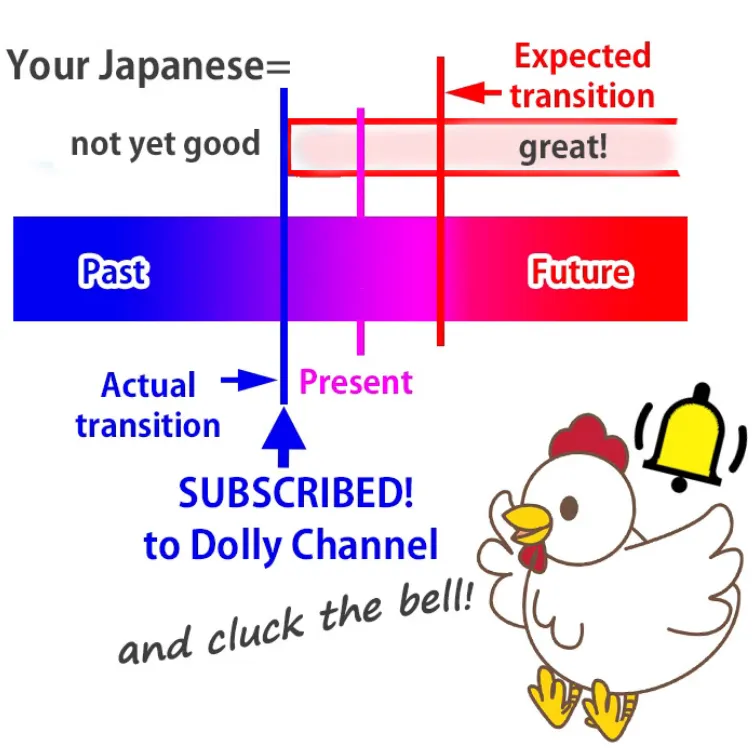 Your Japanese=
Expected
transition
not yet good
great!
Past
Future
Actual
transition
Present
SUBSCRIBED!
to Dolly Channel
and cluck the bell!